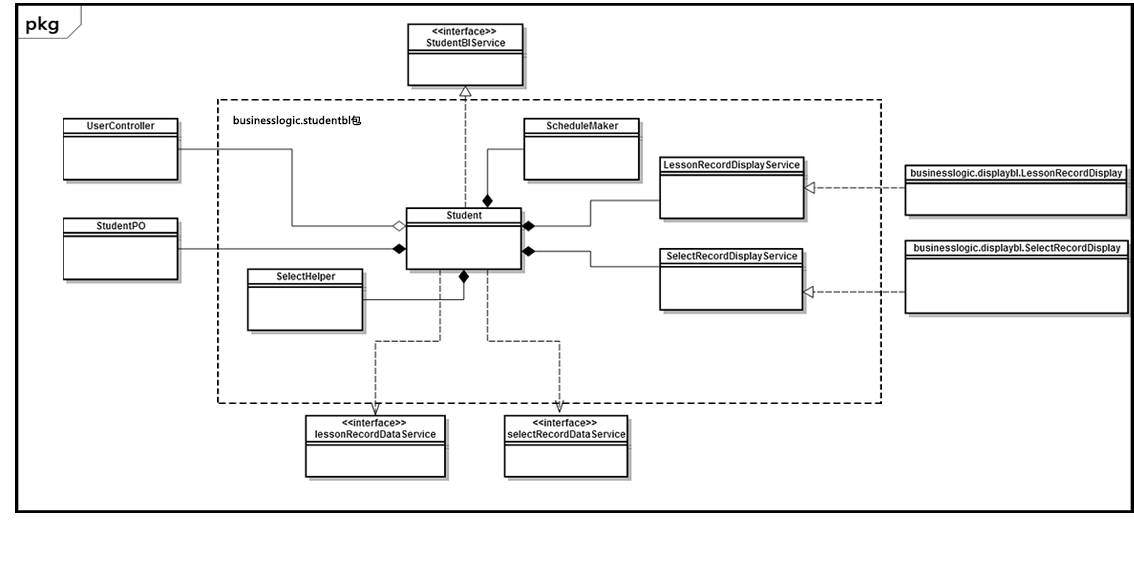 pkg
<<interface>>
StudentBlService
businesslogic.studentbl包
UserController
ScheduleMaker
LessonRecordDisplayService
businesslogic.displaybl.LessonRecordDisplay
Student
StudentPO
SelectRecordDisplayService
businesslogic.displaybl.SelectRecordDisplay
SelectHelper
<<interface>>
lessonRecordDataService
<<interface>>
selectRecordDataService